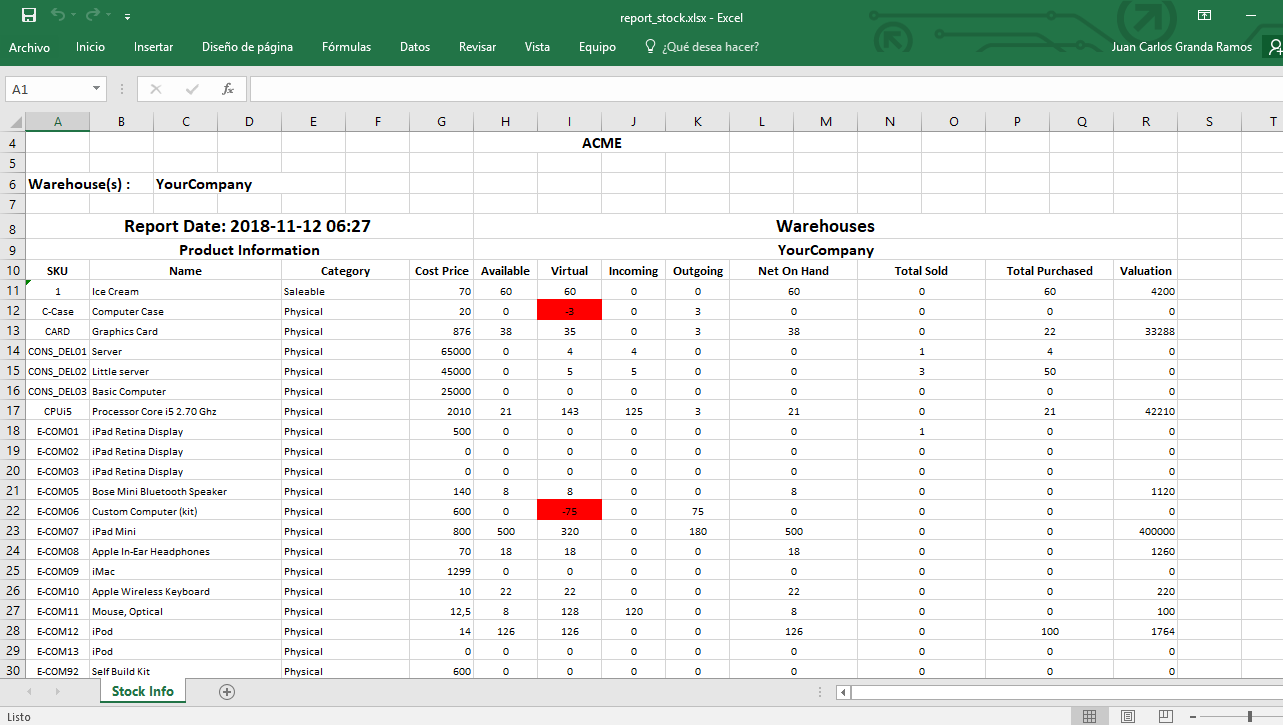 report_stock.xlsx - Excel
Archivo Inicio Insertar Diseño de página Fórmulas Datos Revisar Vista Equipo ¿Qué desea hacer? Juan Carlos Granda Ramos
A1 fx
A B C D E F G H I J K L M N O P Q R S T
4 ACME
5
6 Warehouse(s) : YourCompany
7
8 Report Date: 2018-11-12 06:27 Warehouses
9 Product Information YourCompany
10 SKU Name Category Cost Price Available Virtual Incoming Outgoing Net On Hand Total Sold Total Purchased Valuation
11 1 Ice Cream Saleable 70 60 60 0 0 60 0 60 4200
12 C-Case Computer Case Physical 20 0 -3 0 3 0 0 0 0
13 CARD Graphics Card Physical 876 38 35 0 3 38 0 22 33288
14 CONS_DEL01 Server Physical 65000 0 4 4 0 0 1 4 0
15 CONS_DEL02 Little server Physical 45000 0 5 5 0 0 3 50 0
16 CONS_DEL03 Basic Computer Physical 25000 0 0 0 0 0 0 0 0
17 CPUi5 Processor Core i5 2.70 Ghz Physical 2010 21 143 125 3 21 0 21 42210
18 E-COM01 iPad Retina Display Physical 500 0 0 0 0 0 1 0 0
19 E-COM02 iPad Retina Display Physical 0 0 0 0 0 0 0 0 0
20 E-COM03 iPad Retina Display Physical 0 0 0 0 0 0 0 0 0
21 E-COM05 Bose Mini Bluetooth Speaker Physical 140 8 8 0 0 8 0 0 1120
22 E-COM06 Custom Computer (kit) Physical 600 0 -75 0 75 0 0 0 0
23 E-COM07 iPad Mini Physical 800 500 320 0 180 500 0 0 400000
24 E-COM08 Apple In-Ear Headphones Physical 70 18 18 0 0 18 0 0 1260
25 E-COM09 iMac Physical 1299 0 0 0 0 0 0 0 0
26 E-COM10 Apple Wireless Keyboard Physical 10 22 22 0 0 22 0 0 220
27 E-COM11 Mouse, Optical Physical 12,5 8 128 120 0 8 0 0 100
28 E-COM12 iPod Physical 14 126 126 0 0 126 0 100 1764
29 E-COM13 iPod Physical 0 0 0 0 0 0 0 0 0
30 E-COM92 Self Build Kit Physical 600 0 0 0 0 0 0 0 0
Stock Info
Listo